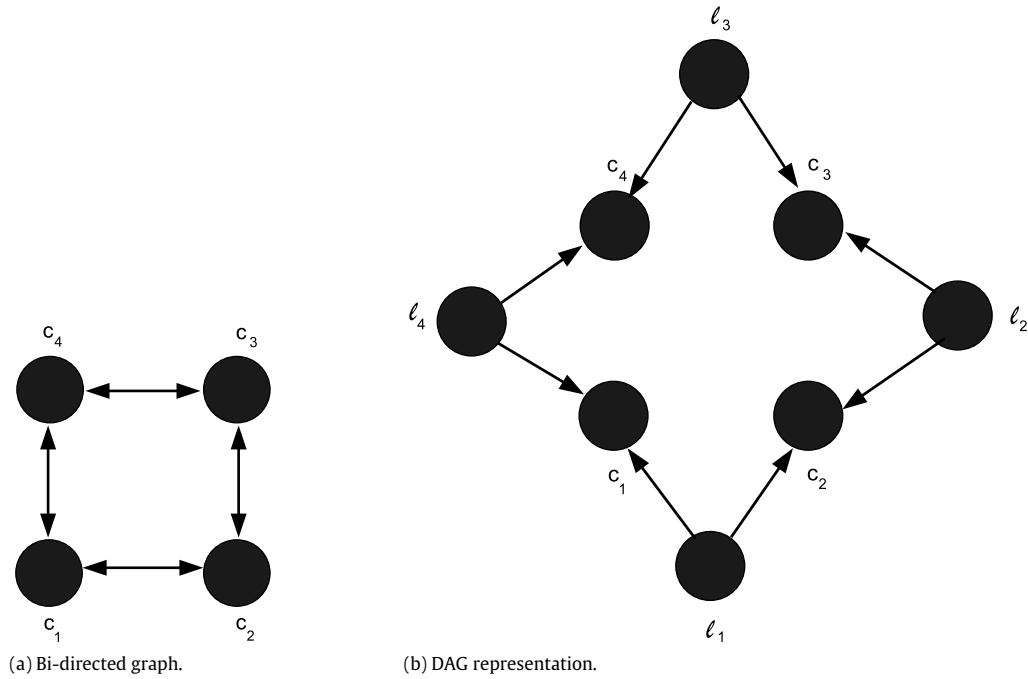 ℓ₃
c₄
c₃
ℓ₄
ℓ₂
c₄
c₃
c₁
c₂
c₁
c₂
ℓ₁
(a) Bi-directed graph.
(b) DAG representation.